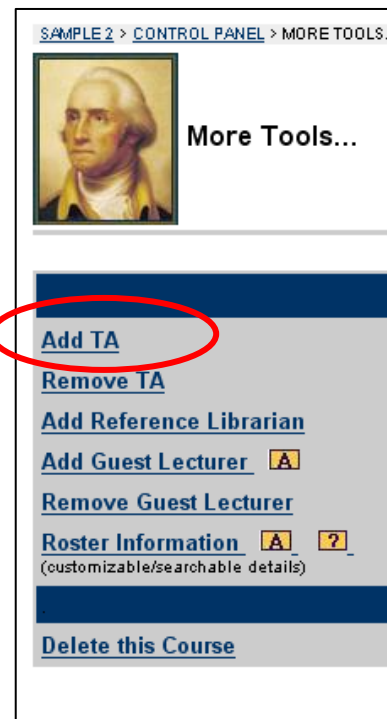 SAMPLE 2 > CONTROL PANEL > MORE TOOLS.
More Tools...
Add TA
Remove TA
Add Reference Librarian
Add Guest Lecturer A
Remove Guest Lecturer
Roster Information A ?
(customizable/searchable details)
.
Delete this Course